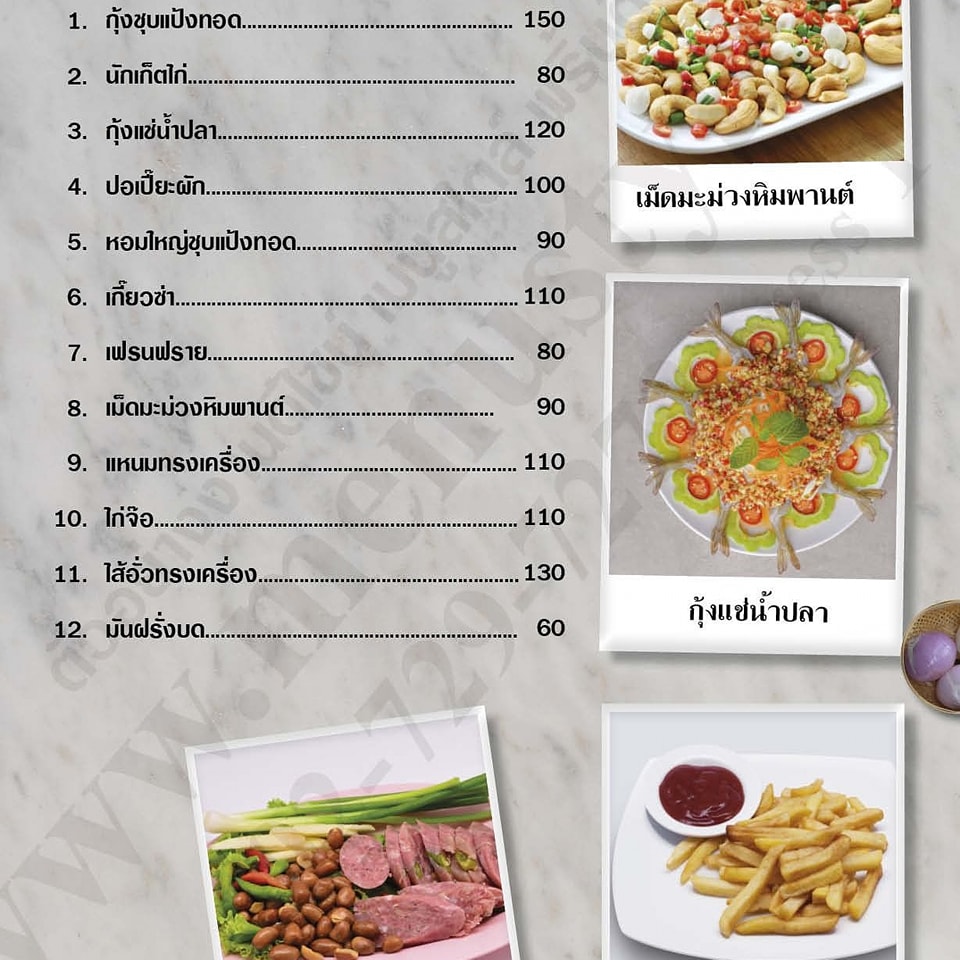 1. กุ้งชุบแป้งทอด 150
2. นักเก็ตไก่ 80
3. กุ้งแช่น้ำปลา 120
4. ปอเปี๊ยะผัก 100
5. หอมใหญ่ชุบแป้งทอด 90
6. เกี๊ยวซ่า 110
7. เฟรนฟราย 80
8. เม็ดมะม่วงหิมพานต์ 90
9. แหนมทรงเครื่อง 110
10. ไก่จ๊อ 110
11. ไส้อั่วทรงเครื่อง 130
12. มันฝรั่งบด 60
เม็ดมะม่วงหิมพานต์
กุ้งแช่น้ำปลา